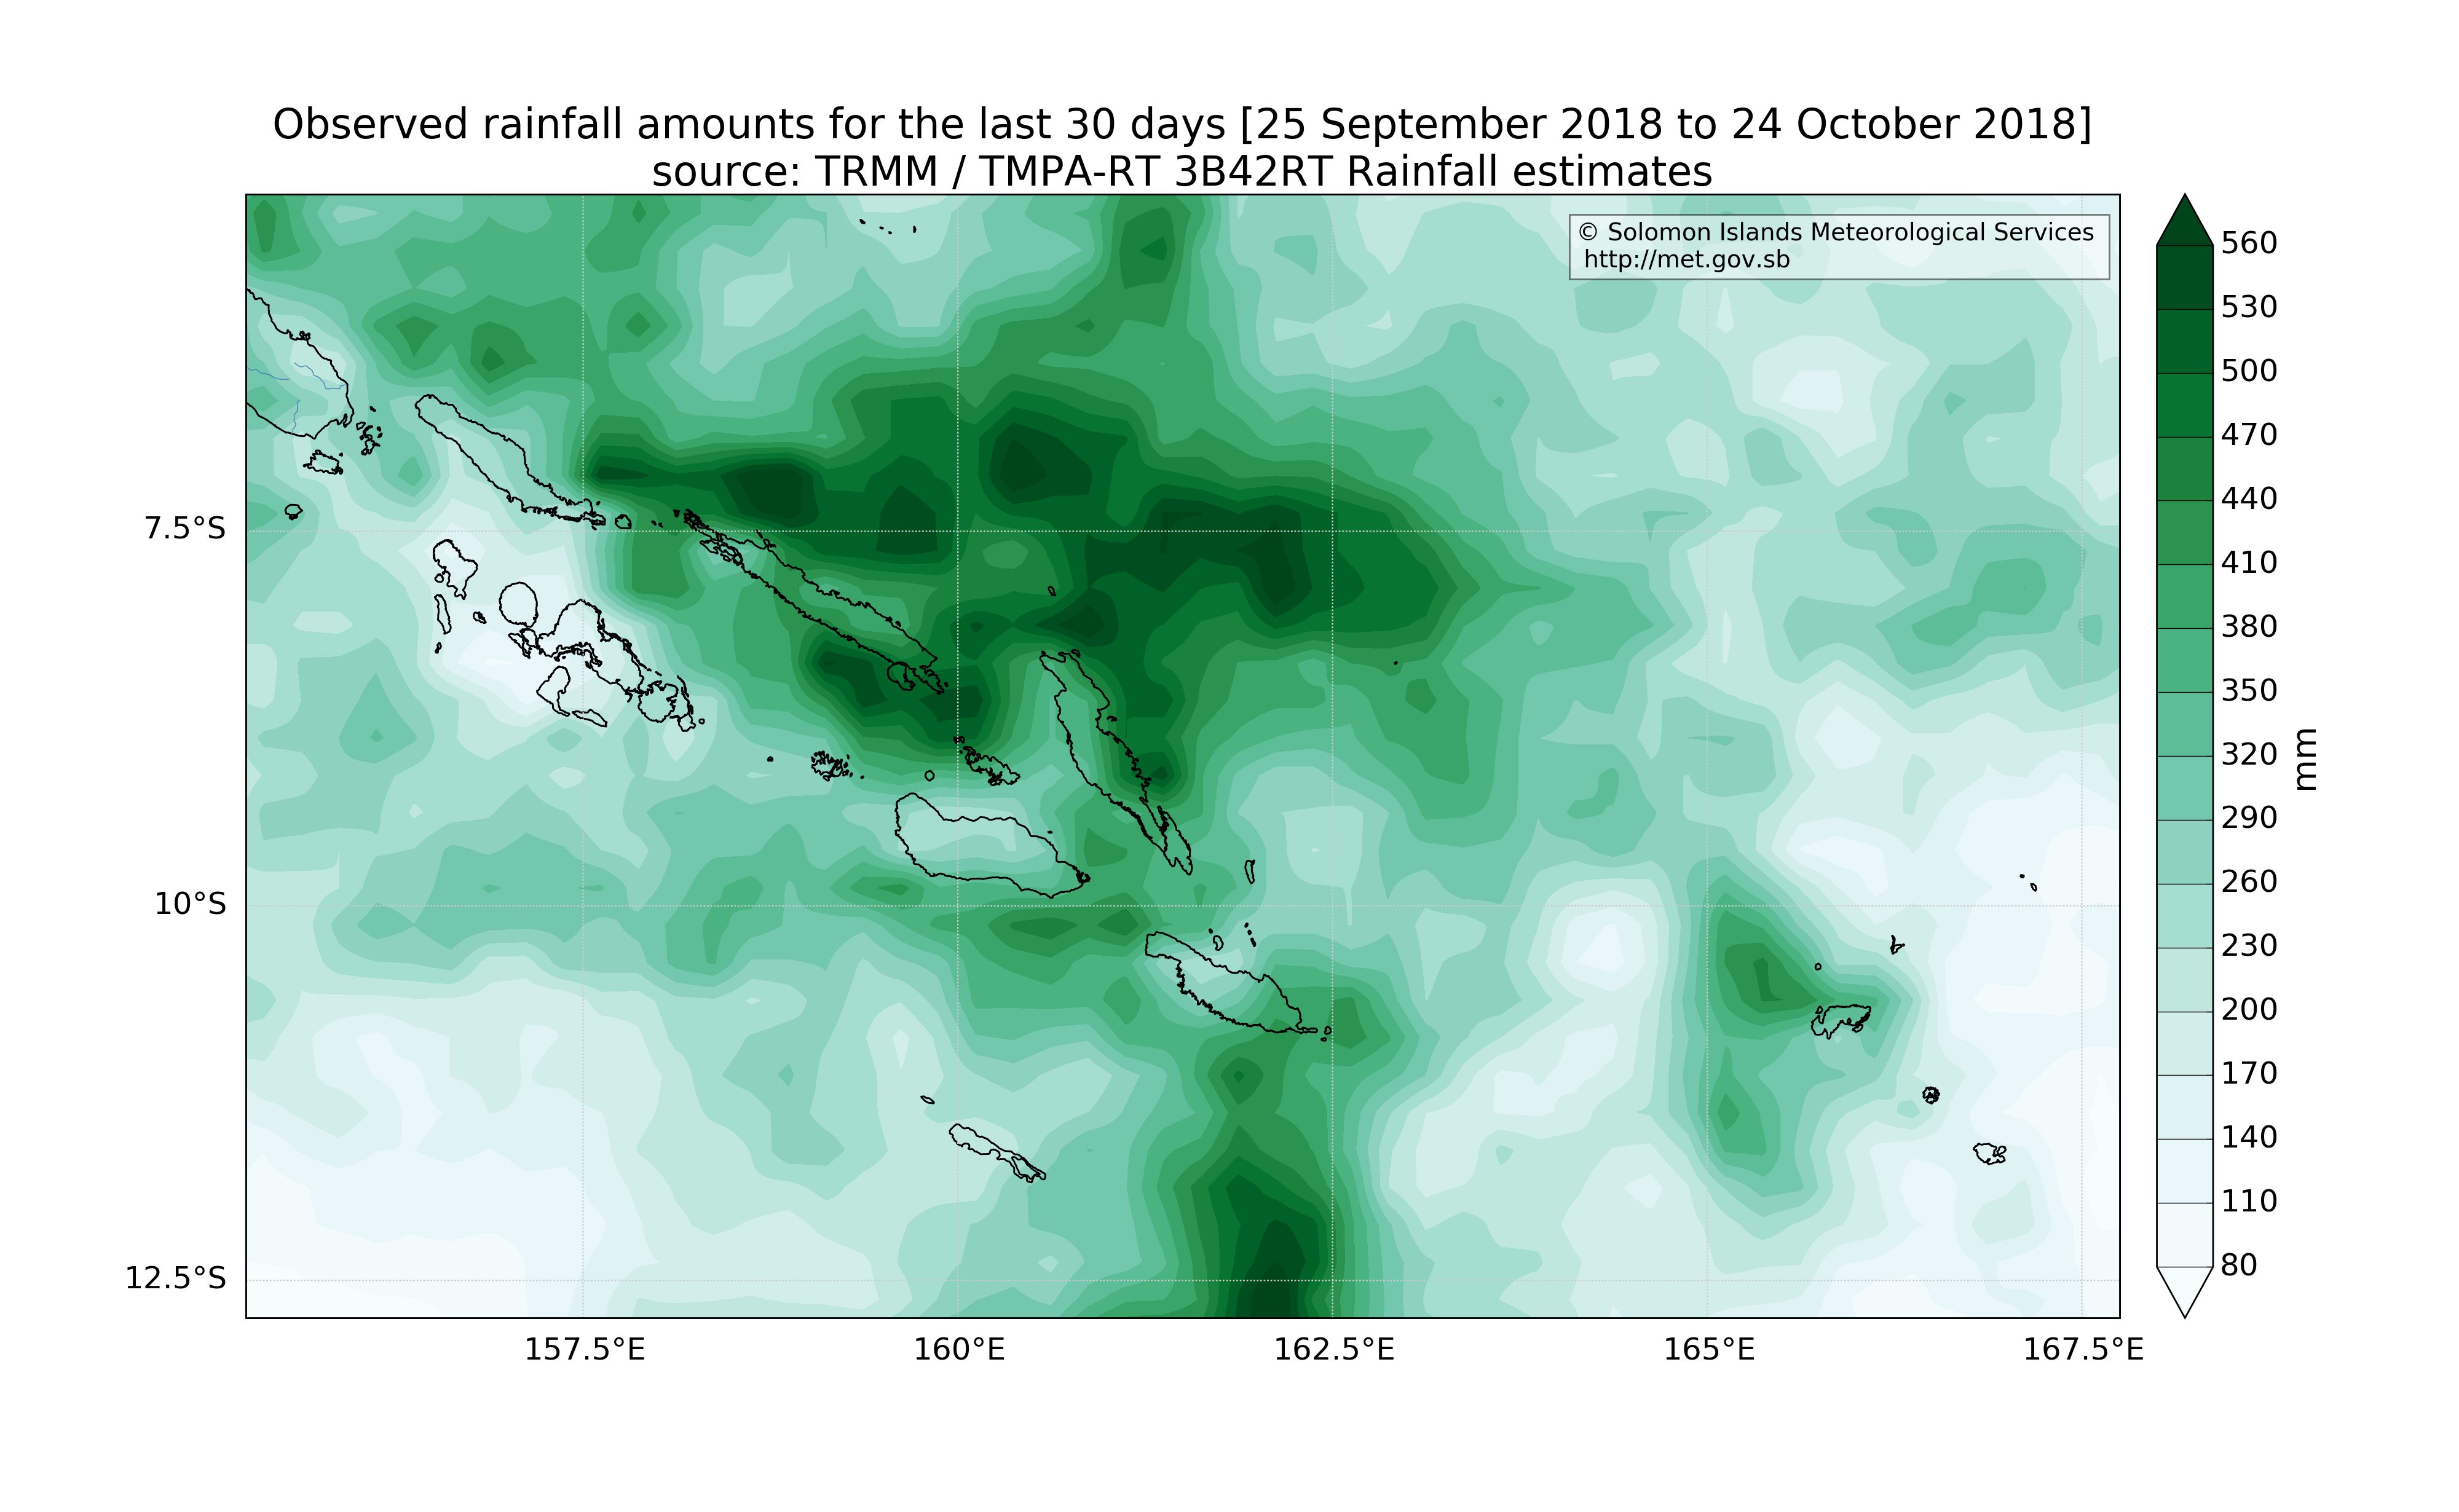 Observed rainfall amounts for the last 30 days [25 September 2018 to 24 October 2018]
source: TRMM / TMPA-RT 3B42RT Rainfall estimates
© Solomon Islands Meteorological Services
http://met.gov.sb
7.5°S
10°S
12.5°S
157.5°E
160°E
162.5°E
165°E
167.5°E
560
530
500
470
440
410
380
350
320
290
260
230
200
170
140
110
80
mm